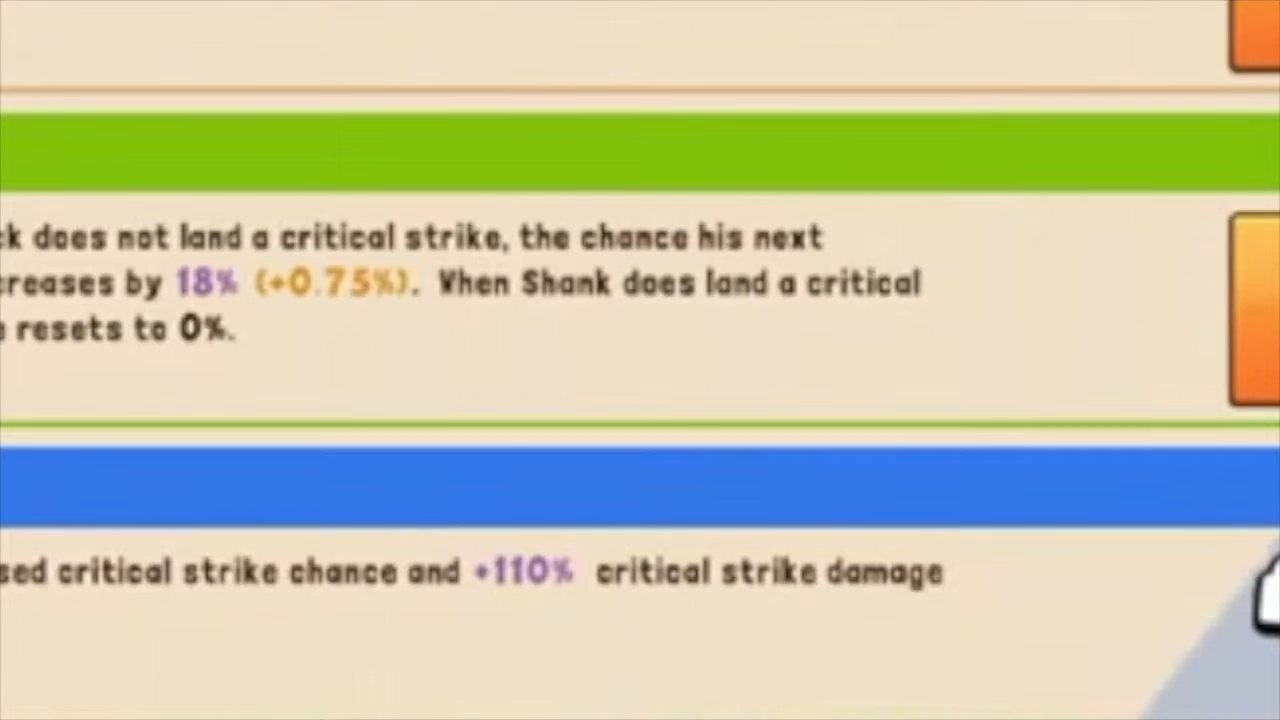 ck does not land a critical strike, the chance his next
creases by 18% (+0.75%). When Shank does land a critical
e resets to 0%.
sed critical strike chance and +110% critical strike damage